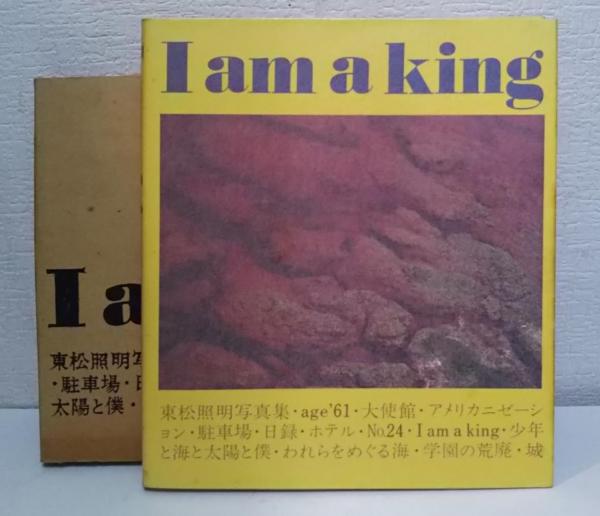 I am a king
東松照明写真集・age'61・大使館・アメリカニゼーシ
ョン・駐車場・日録・ホテル・No.24・I am a king・少年
と海と太陽と僕・われらをめぐる海・学園の荒廃・城
I a
東松照明写
・駐車場・日
太陽と僕・